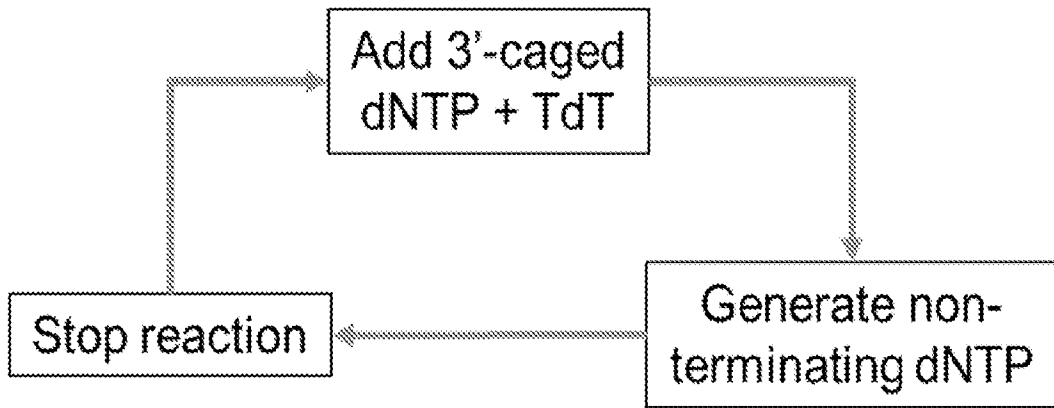 Add 3'-caged
dNTP + TdT
Generate non-
terminating dNTP
Stop reaction